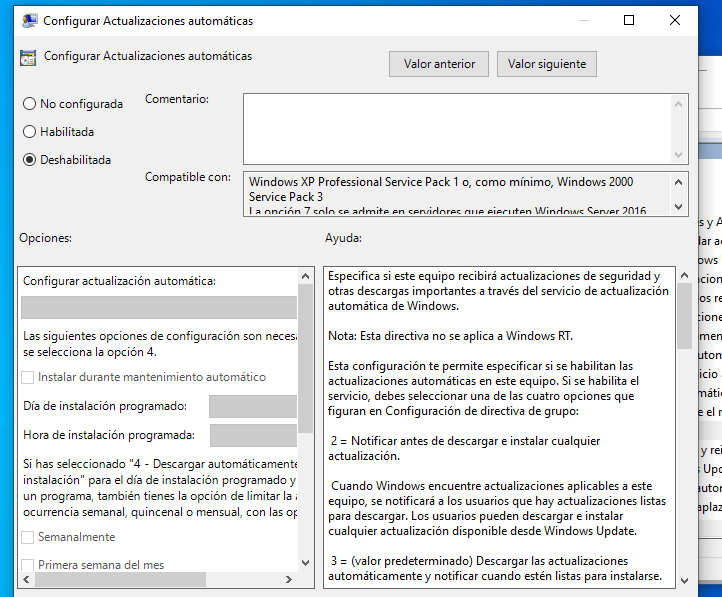 Configurar Actualizaciones automáticas
Configurar Actualizaciones automáticas
Valor anterior
Valor siguiente
No configurada
Habilitada
Deshabilitada
Comentario:
Compatible con:
Windows XP Professional Service Pack 1 o, como mínimo, Windows 2000
Service Pack 3
La opción 7 solo se admite en servidores que ejecuten Windows Server 2016
Opciones:
Ayuda:
Configurar actualización automática:
Las siguientes opciones de configuración son neces
se selecciona la opción 4.
Instalar durante mantenimiento automático
Día de instalación programado:
Hora de instalación programada:
Si has seleccionado "4 - Descargar automáticamente
instalación" para el día de instalación programado y
un programa, también tienes la opción de limitar la
ocurrencia semanal, quincenal o mensual, con las op
Semanalmente
Primera semana del mes
Especifica si este equipo recibirá actualizaciones de seguridad y
otras descargas importantes a través del servicio de actualización
automática de Windows.
Nota: Esta directiva no se aplica a Windows RT.
Esta configuración te permite especificar si se habilitan las
actualizaciones automáticas en este equipo. Si se habilita el
servicio, debes seleccionar una de las cuatro opciones que
figuran en Configuración de directiva de grupo:
2 = Notificar antes de descargar e instalar cualquier
actualización.
Cuando Windows encuentre actualizaciones aplicables a este
equipo, se notificará a los usuarios que hay actualizaciones listas
para descargar. Los usuarios pueden descargar e instalar
cualquier actualización disponible desde Windows Update.
3 = (valor predeterminado) Descargar las actualizaciones
automáticamente y notificar cuando estén listas para instalarse.